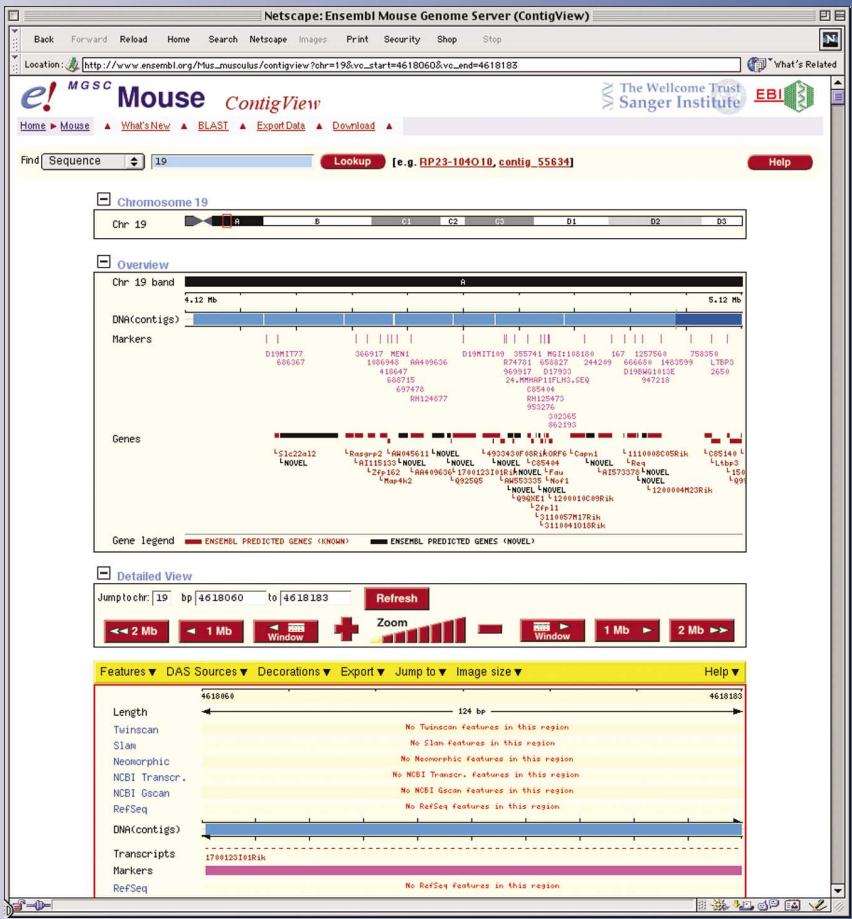 Netscape: Ensembl Mouse Genome Server (ContigView)
Back Forward Reload Home Search Netscape Images Print Security Shop Stop
Location: http://www.ensembl.org/Mus_musculus/contigview?chr=19&vc_start=4618060&vc_end=4618183 What's Related
e! MGSC Mouse ContigView The Wellcome Trust Sanger Institute EBI
Home Mouse What's New BLAST Export Data Download
Find Sequence 19 Lookup [e.g. RP23-104O10, contig_55634] Help
Chromosome 19
Chr 19 A B C1 C2 C3 D1 D2 D3
Overview
Chr 19 band A
4.12 Mb 5.12 Mb
DNA(contigs)
Markers
D19MIT77 366917 MEN1 D19MIT109 355741 MGI:108180 167 1257560 758350
686367 1086948 AA409636 R74781 658827 244209 666680 1483599 LTBP3
418647 969917 D17933 D19BWG1013E 2650
688715 24.MMHAP11FLH3.SEQ 947218
697478 C85404
RH124877 RH125473
953276
302365
862193
Genes
Slc22a12 Rasgrp2 AW045611 NOVEL 4933430F08Rik ORF6 Capn1 1110008C05Rik C85140
NOVEL AI115133 NOVEL NOVEL NOVEL C85404 NOVEL Req Ltbp3
Zfp162 AA409636 1700123I01Rik NOVEL Fau AI573378 NOVEL
Map4k2 Q925Q5 AW553335 Nof1 NOVEL
NOVEL NOVEL 1200004M23Rik
Q9QXE1 1200010C09Rik
Zfpl1
3110057M17Rik
3110041O18Rik
Gene legend ENSEMBL PREDICTED GENES (KNOWN) ENSEMBL PREDICTED GENES (NOVEL)
Detailed View
Jump to chr: 19 bp 4618060 to 4618183 Refresh
2 Mb 1 Mb Window Zoom Window 1 Mb 2 Mb
Features DAS Sources Decorations Export Jump to Image size Help
4618060 4618183
Length 124 bp
Twinscan No Twinscan features in this region
Slam No Slam features in this region
Neomorphic No Neomorphic features in this region
NCBI Transcr. No NCBI Transcr. features in this region
NCBI Gscan No NCBI Gscan features in this region
RefSeq No RefSeq features in this region
DNA(contigs)
Transcripts
1700123I01Rik
Markers
RefSeq No RefSeq features in this region